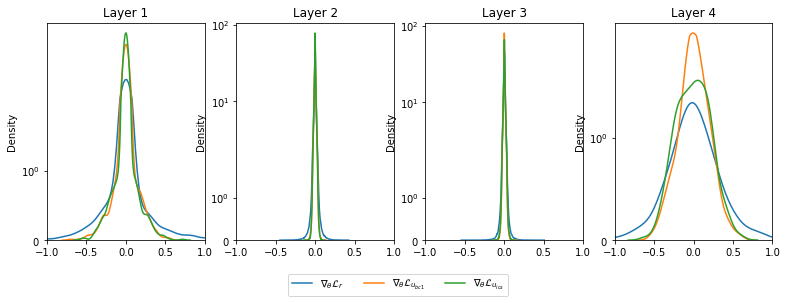 Layer 1 Layer 2 Layer 3 Layer 4
10² 10²
10¹ 10¹
Density Density Density Density
10⁰ 10⁰ 10⁰ 10⁰
0 0 0 0
−1.0 −0.5 0.0 0.5 1.0 −1.0 −0.5 0.0 0.5 1.0 −1.0 −0.5 0.0 0.5 1.0 −1.0 −0.5 0.0 0.5 1.0
∇θℒr ∇θℒu_bc1 ∇θℒu_ics